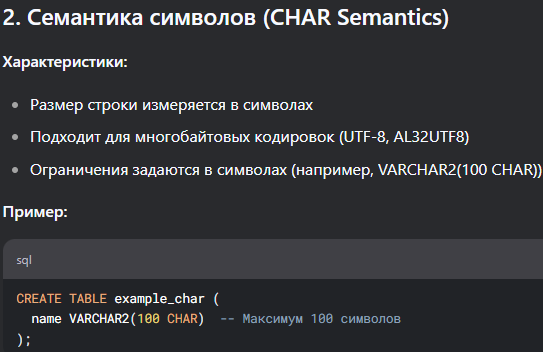 2. Семантика символов (CHAR Semantics)
Характеристики:
Размер строки измеряется в символах
Подходит для многобайтовых кодировок (UTF-8, AL32UTF8)
Ограничения задаются в символах (например, VARCHAR2(100 CHAR))
Пример:
sql
CREATE TABLE example_char (
  name VARCHAR2(100 CHAR)  -- Максимум 100 символов
);